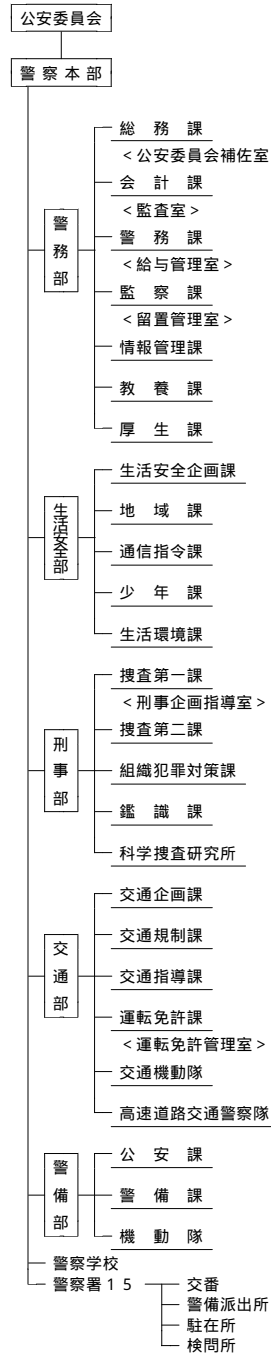 公安委員会
警察本部
警務部
総務課
<公安委員会補佐室
会計課
<監査室>
警務課
<給与管理室>
監察課
<留置管理室>
情報管理課
教養課
厚生課
生活安全部
生活安全企画課
地域課
通信指令課
少年課
生活環境課
刑事部
捜査第一課
<刑事企画指導室>
捜査第二課
組織犯罪対策課
鑑識課
科学捜査研究所
交通部
交通企画課
交通規制課
交通指導課
運転免許課
<運転免許管理室>
交通機動隊
高速道路交通警察隊
警備部
公安課
警備課
機動隊
警察学校
警察署15
交番
警備派出所
駐在所
検問所